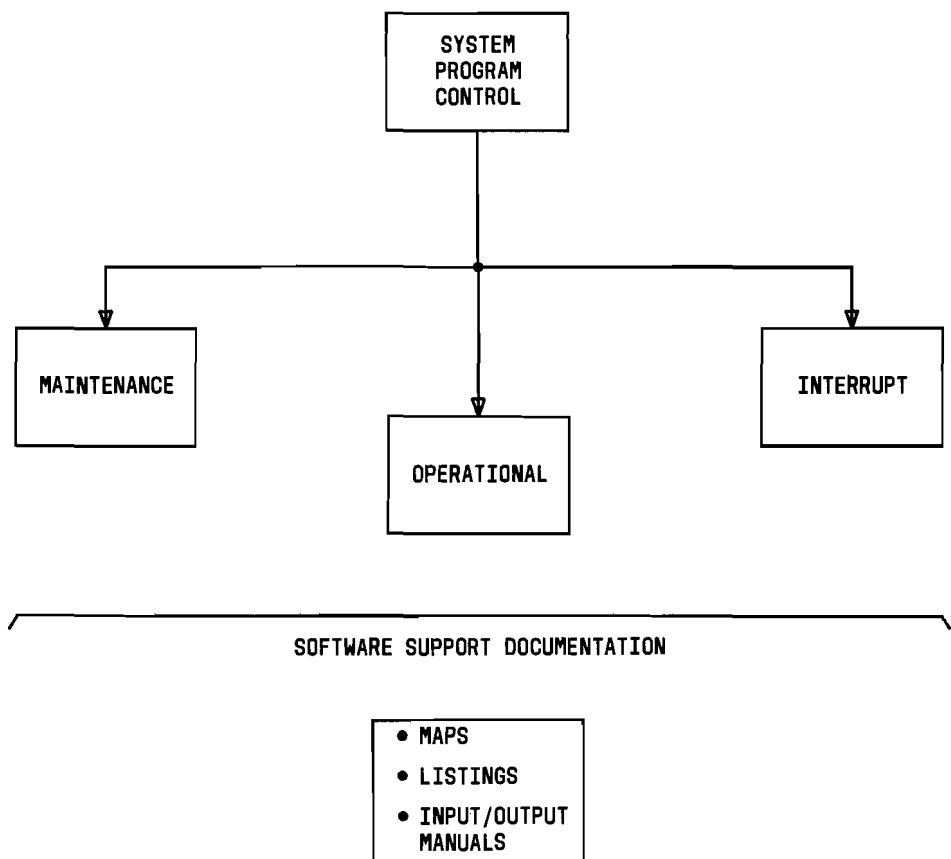 SYSTEM
PROGRAM
CONTROL
MAINTENANCE
INTERRUPT
OPERATIONAL
SOFTWARE SUPPORT DOCUMENTATION
• MAPS
• LISTINGS
• INPUT/OUTPUT
MANUALS